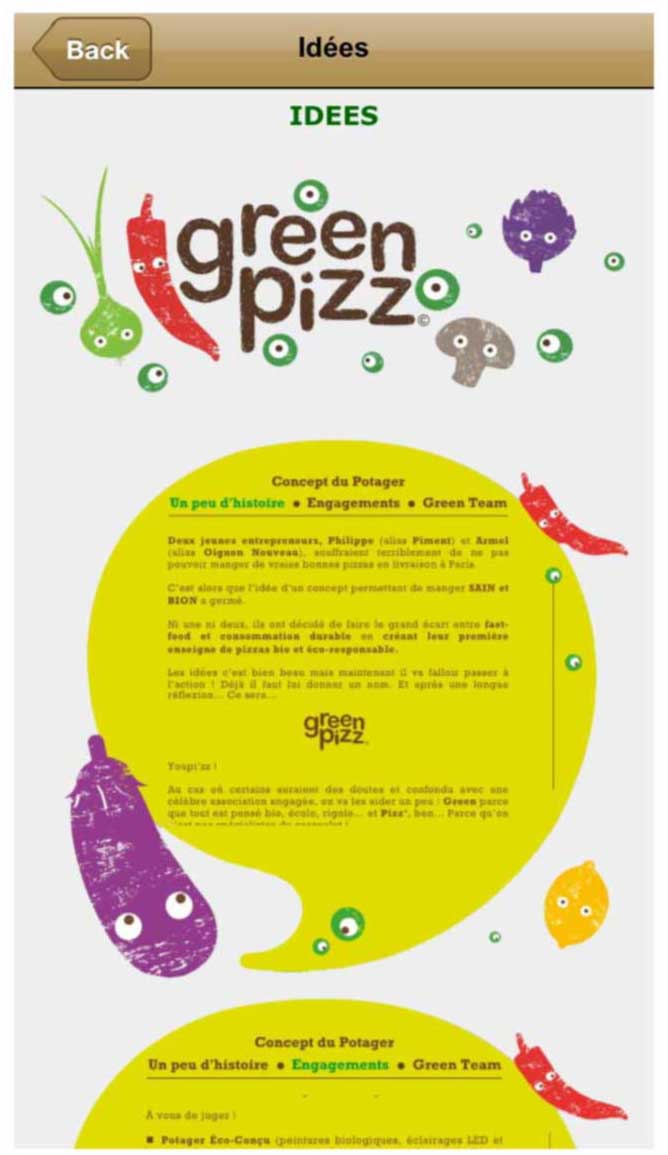 Back
Idées
IDEES
green
pizz
©
Concept du Potager
Un peu d'histoire ● Engagements ● Green Team
Deux jeunes entrepreneurs, Philippe (alias Piment) et Armel
(alias Oignon Nouveau), souffraient terriblement de ne pas
pouvoir manger de vraies bonnes pizzas en livraison à Paris.
C'est alors que l'idée d'un concept permettant de manger SAIN et
BION a germé.
Ni une ni deux, ils ont décidé de faire le grand écart entre fast-
food et consommation durable en créant leur première
enseigne de pizzas bio et éco-responsable.
Les idées c'est bien beau mais maintenant il va falloir passer à
l'action ! Déjà il faut lui donner un nom. Et après une longue
réflexion... Ce sera...
green
pizz
Youpi'zz !
Au cas où certains auraient des doutes et confondu avec une
célèbre association engagée, on va les aider un peu ! Green parce
que tout est pensé bio, écolo, rigolo... et Pizz', ben... Parce qu'on
Concept du Potager
Un peu d'histoire ● Engagements ● Green Team
À vous de juger !
■ Potager Éco-Conçu (peintures biologiques, éclairages LED et